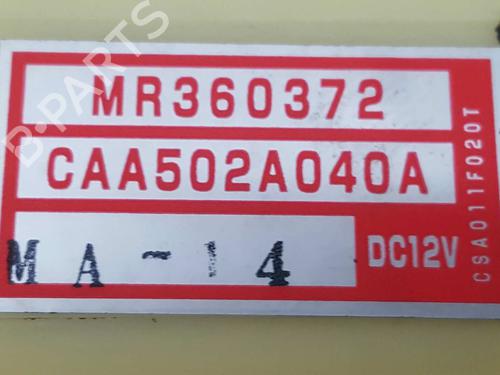 MR360372
CAA502A040A
MA-14
DC12V
CSA011F020T
B-PARTS